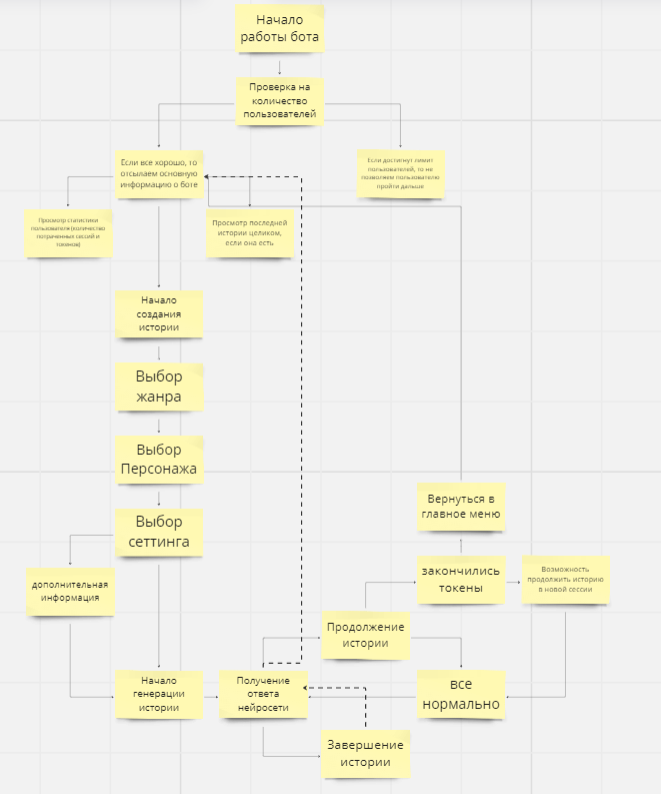 Начало
работы бота
Проверка на
количество
пользователей
Если все хорошо, то
отсылаем основную
информацию о боте
Если достигнут лимит
пользователей, то не
позволяем пользователю
пройти дальше
Просмотр статистики
пользователя (количество
потраченных сессий и
токенов)
Просмотр последней
истории целиком,
если она есть
Начало
создания
истории
Выбор
жанра
Выбор
Персонажа
Выбор
сеттинга
дополнительная
информация
Вернуться в
главное меню
закончились
токены
Возможность
продолжить историю
в новой сессии
Продолжение
истории
Начало
генерации
истории
Получение
ответа
нейросети
все
нормально
Завершение
истории